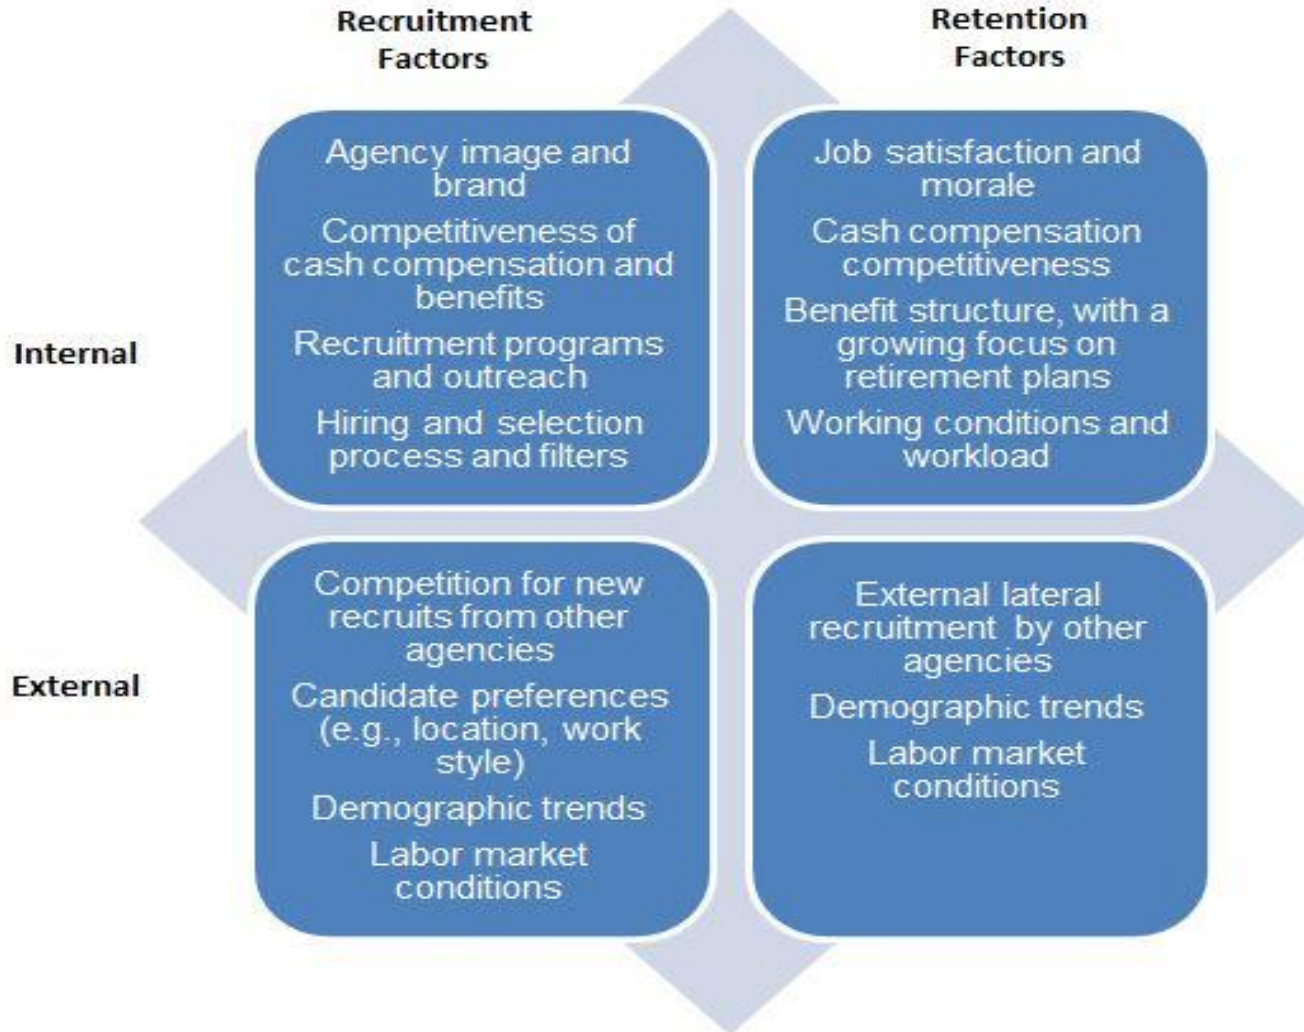 Recruitment
Factors
Retention
Factors
Internal
Agency image and
brand
Competitiveness of
cash compensation and
benefits
Recruitment programs
and outreach
Hiring and selection
process and filters
Job satisfaction and
morale
Cash compensation
competitiveness
Benefit structure, with a
growing focus on
retirement plans
Working conditions and
workload
External
Competition for new
recruits from other
agencies
Candidate preferences
(e.g., location, work
style)
Demographic trends
Labor market
conditions
External lateral
recruitment by other
agencies
Demographic trends
Labor market
conditions